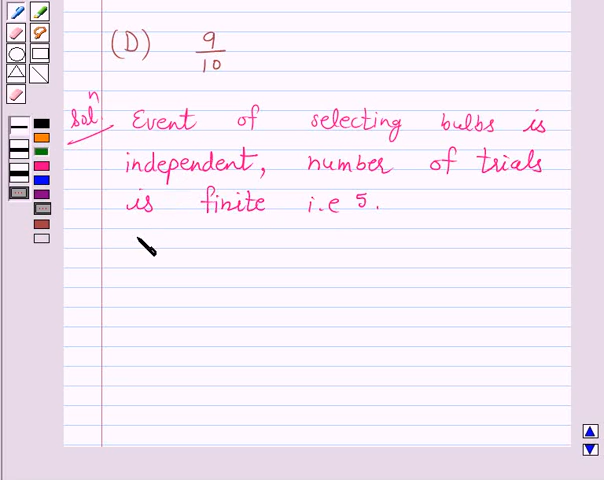 (D) 9/10
Solⁿ Event of selecting bulbs is
independent, number of trials
is finite i.e 5.